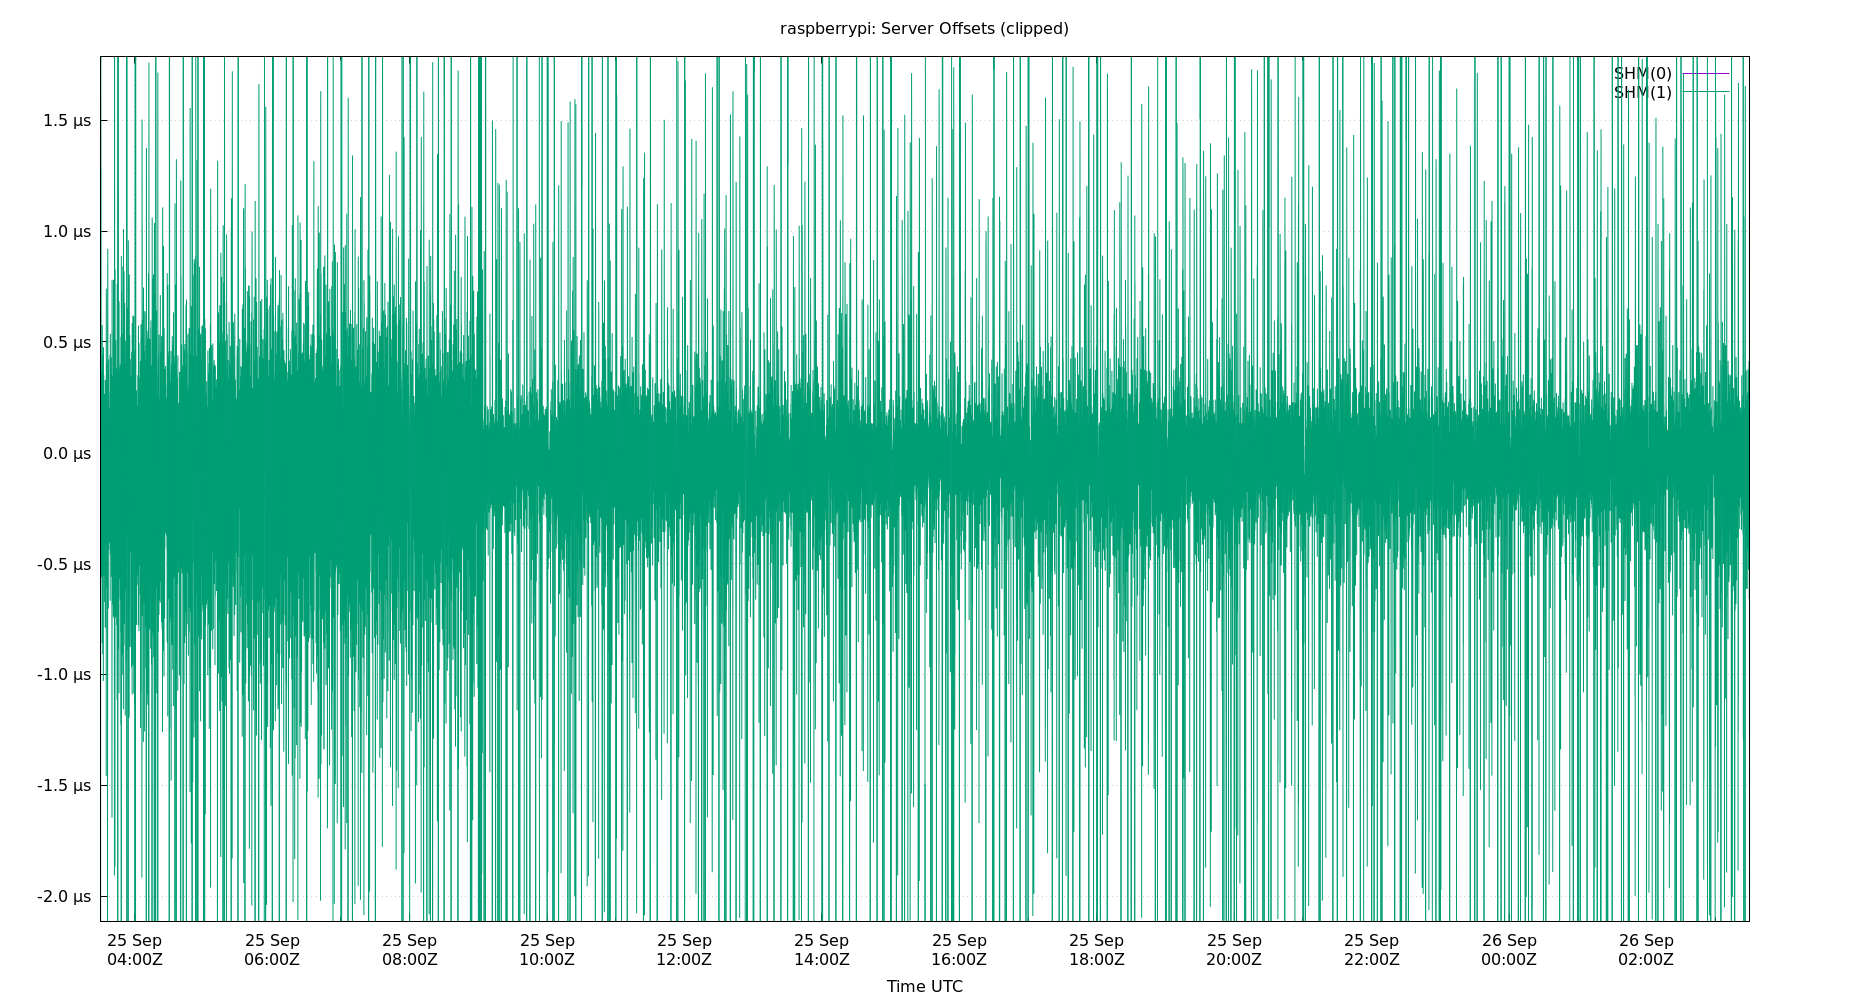 raspberrypi: Server Offsets (clipped)
SHM(0)
SHM(1)
1.5 µs
1.0 µs
0.5 µs
0.0 µs
-0.5 µs
-1.0 µs
-1.5 µs
-2.0 µs
25 Sep 25 Sep 25 Sep 25 Sep 25 Sep 25 Sep 25 Sep 25 Sep 25 Sep 25 Sep 26 Sep 26 Sep
04:00Z 06:00Z 08:00Z 10:00Z 12:00Z 14:00Z 16:00Z 18:00Z 20:00Z 22:00Z 00:00Z 02:00Z
Time UTC